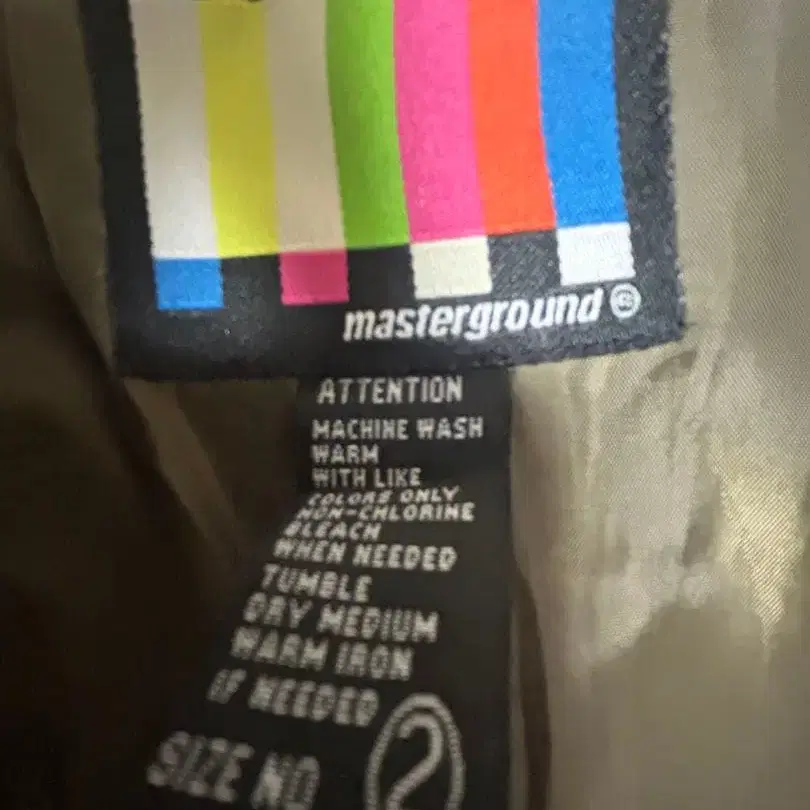 masterground®
ATTENTION
MACHINE WASH
WARM
WITH LIKE
COLORS ONLY
NON-CHLORINE
BLEACH
WHEN NEEDED
TUMBLE
DRY MEDIUM
WARM IRON
IF NEEDED
SIZE NO 2